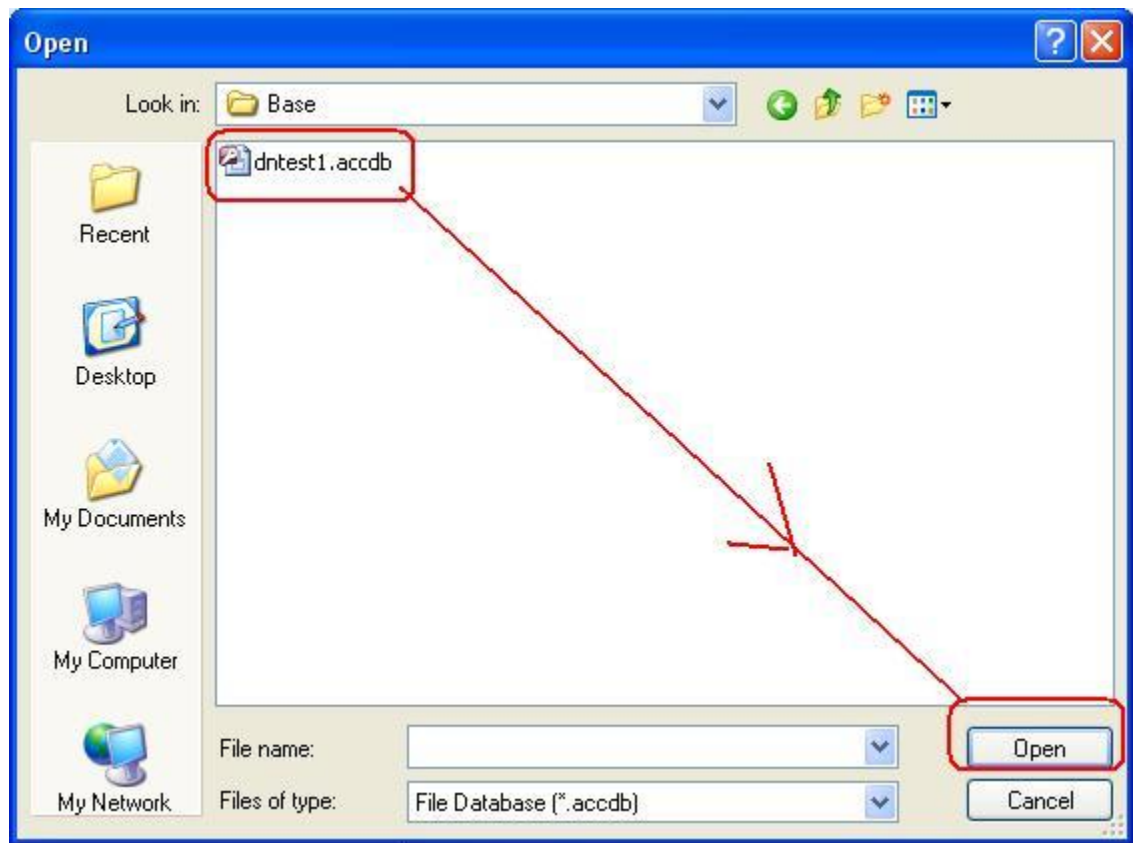 Open
Look in: Base
dntest1.accdb
Recent
Desktop
My Documents
My Computer
My Network
File name:
Open
Files of type: File Database (*.accdb)
Cancel